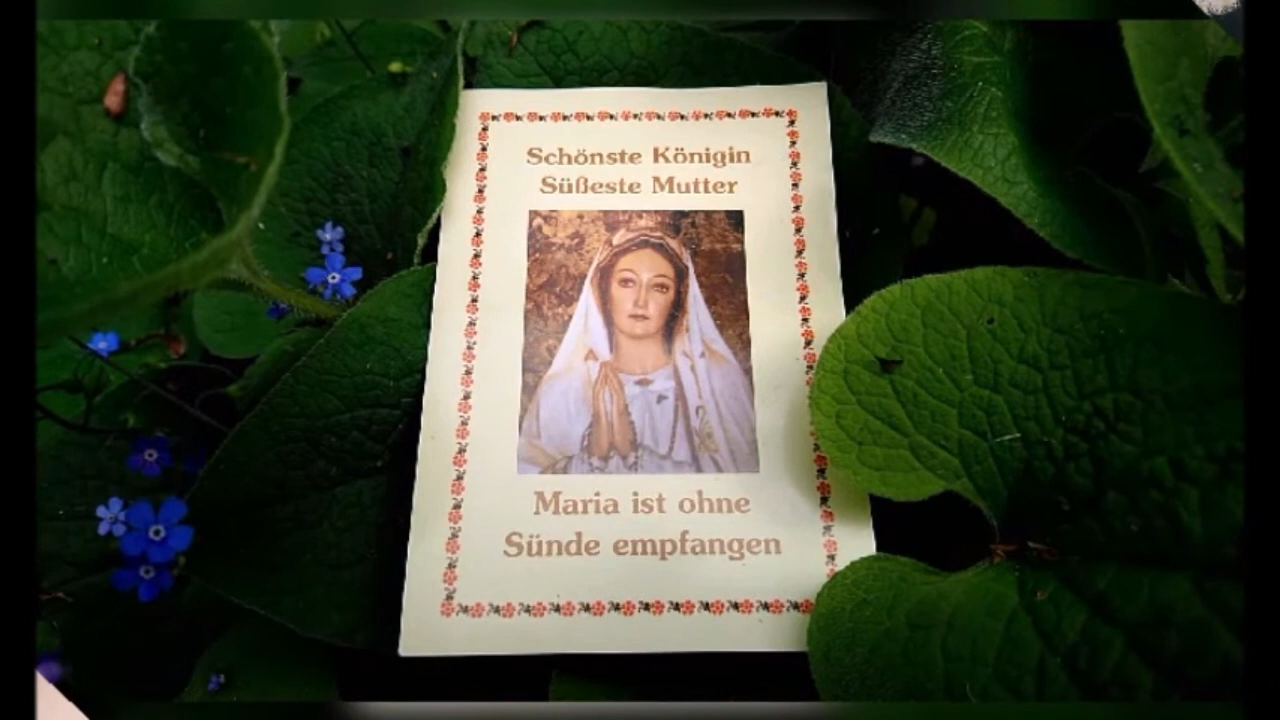 Schönste Königin
Süßeste Mutter
Maria ist ohne
Sünde empfangen